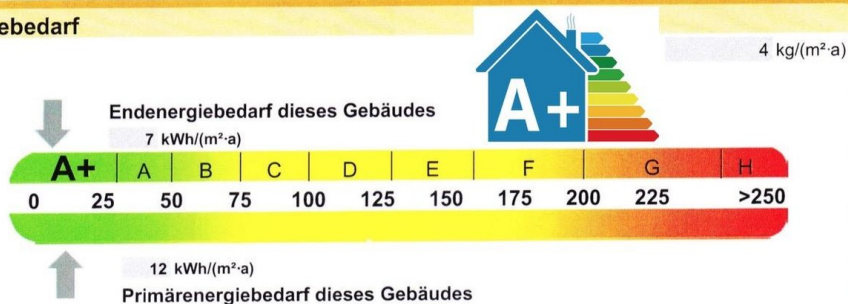 ebedarf
4 kg/(m²·a)
A+
Endenergiebedarf dieses Gebäudes
7 kWh/(m²·a)
A+ A B C D E F G H
0 25 50 75 100 125 150 175 200 225 >250
12 kWh/(m²·a)
Primärenergiebedarf dieses Gebäudes